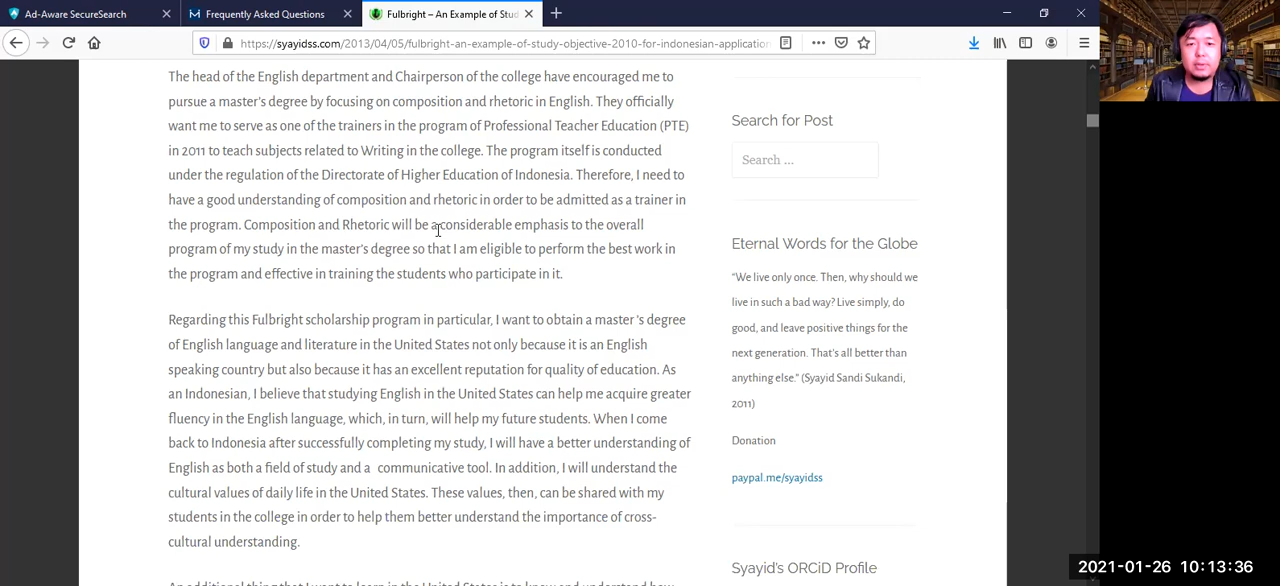 Ad-Aware SecureSearch
Frequently Asked Questions
Fulbright – An Example of Stud
https://syayidss.com/2013/04/05/fulbright-an-example-of-study-objective-2010-for-indonesian-application
The head of the English department and Chairperson of the college have encouraged me to
pursue a master's degree by focusing on composition and rhetoric in English. They officially
want me to serve as one of the trainers in the program of Professional Teacher Education (PTE)
in 2011 to teach subjects related to Writing in the college. The program itself is conducted
under the regulation of the Directorate of Higher Education of Indonesia. Therefore, I need to
have a good understanding of composition and rhetoric in order to be admitted as a trainer in
the program. Composition and Rhetoric will be a considerable emphasis to the overall
program of my study in the master's degree so that I am eligible to perform the best work in
the program and effective in training the students who participate in it.
Regarding this Fulbright scholarship program in particular, I want to obtain a master 's degree
of English language and literature in the United States not only because it is an English
speaking country but also because it has an excellent reputation for quality of education. As
an Indonesian, I believe that studying English in the United States can help me acquire greater
fluency in the English language, which, in turn, will help my future students. When I come
back to Indonesia after successfully completing my study, I will have a better understanding of
English as both a field of study and a communicative tool. In addition, I will understand the
cultural values of daily life in the United States. These values, then, can be shared with my
students in the college in order to help them better understand the importance of cross-
cultural understanding.
An additional thing that I want to learn in the United States is to know and understand how
Search for Post
Search ...
Eternal Words for the Globe
“We live only once. Then, why should we
live in such a bad way? Live simply, do
good, and leave positive things for the
next generation. That's all better than
anything else.” (Syayid Sandi Sukandi,
2011)
Donation
paypal.me/syayidss
Syayid's ORCiD Profile
2021-01-26 10:13:36